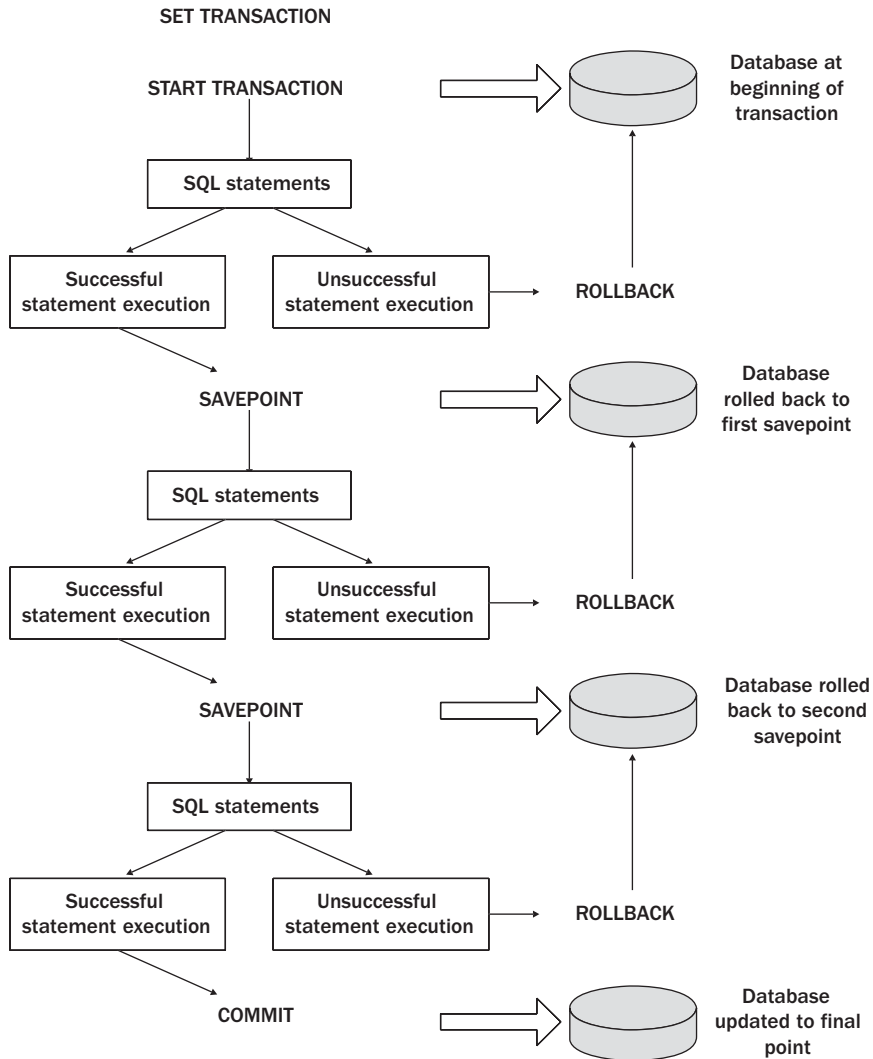 SET TRANSACTION
START TRANSACTION
Database at
beginning of
transaction
SQL statements
Successful
statement execution
Unsuccessful
statement execution
ROLLBACK
SAVEPOINT
Database
rolled back to
first savepoint
SQL statements
Successful
statement execution
Unsuccessful
statement execution
ROLLBACK
SAVEPOINT
Database rolled
back to second
savepoint
SQL statements
Successful
statement execution
Unsuccessful
statement execution
ROLLBACK
COMMIT
Database
updated to final
point